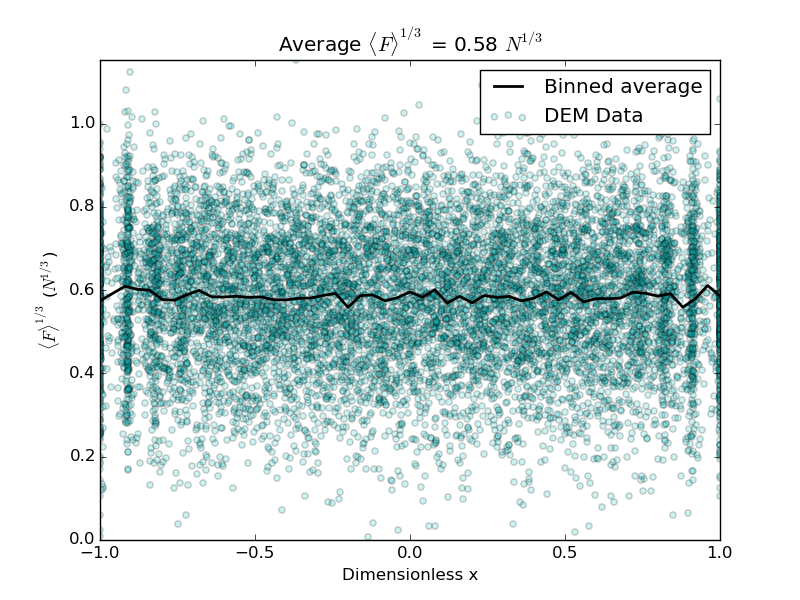 Average ⟨F⟩^1/3 = 0.58 N^1/3
Binned average
DEM Data
⟨F⟩^1/3 (N^1/3)
1.0
0.8
0.6
0.4
0.2
0.0
−1.0 −0.5 0.0 0.5 1.0
Dimensionless x